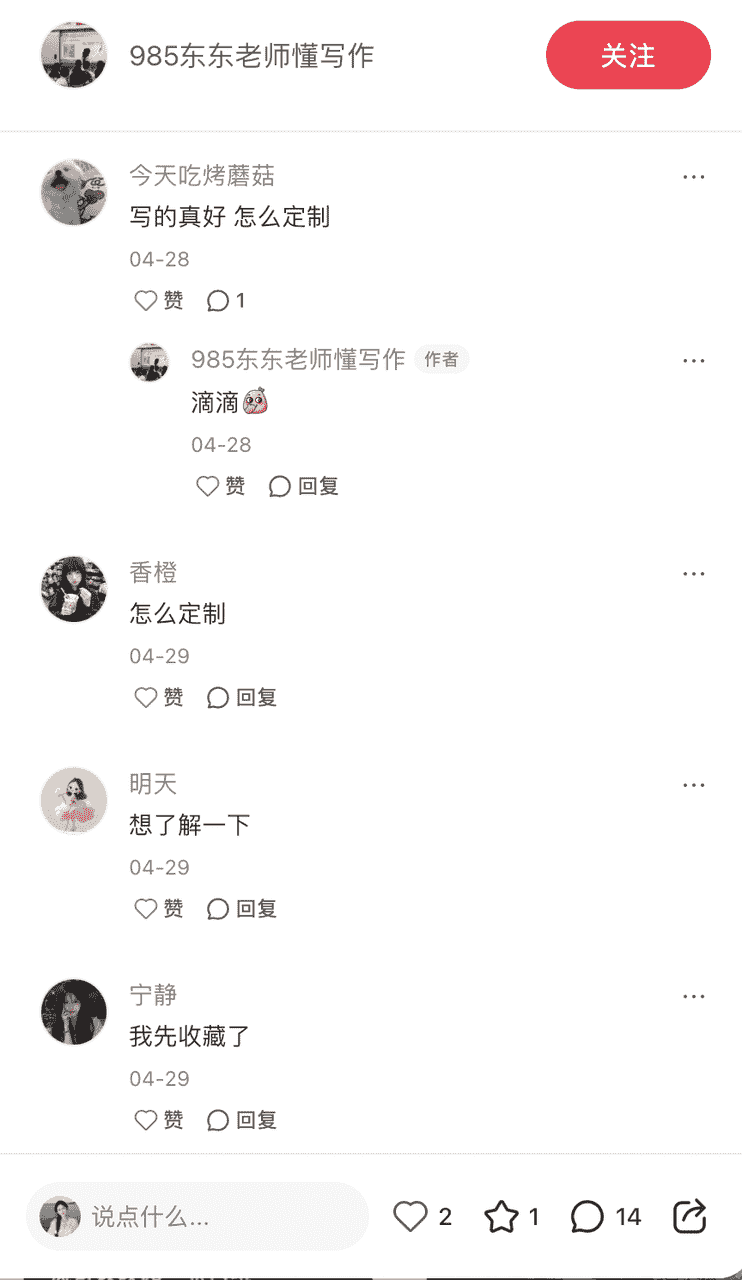 985东东老师懂写作
关注
今天吃烤蘑菇
写的真好 怎么定制
04-28
赞 1
985东东老师懂写作 作者
滴滴
04-28
赞 回复
香橙
怎么定制
04-29
赞 回复
明天
想了解一下
04-29
赞 回复
宁静
我先收藏了
04-29
赞 回复
说点什么... 2 1 14